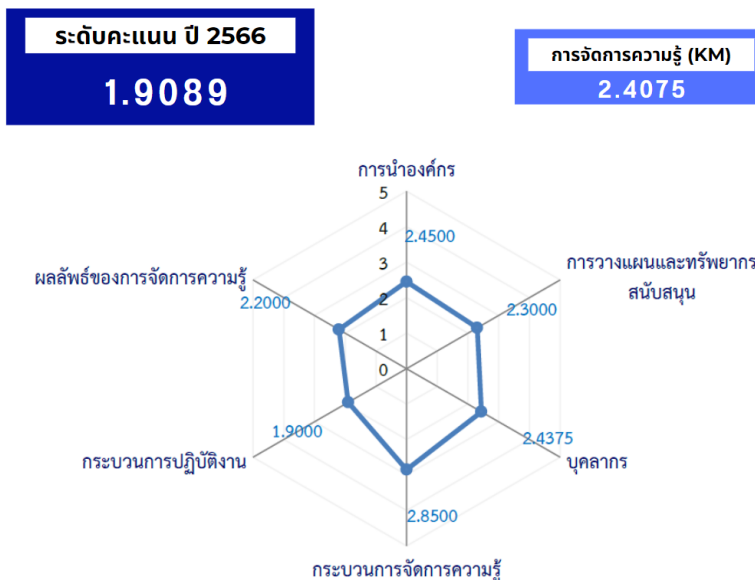 ระดับคะแนน ปี 2566
1.9089
การจัดการความรู้ (KM)
2.4075
การนำองค์กร
5
4
2.4500
3
2
1
0
การวางแผนและทรัพยากร
สนับสนุน
2.3000
ผลลัพธ์ของการจัดการความรู้
2.2000
1.9000
กระบวนการปฏิบัติงาน
2.4375
บุคลากร
2.8500
กระบวนการจัดการความรู้